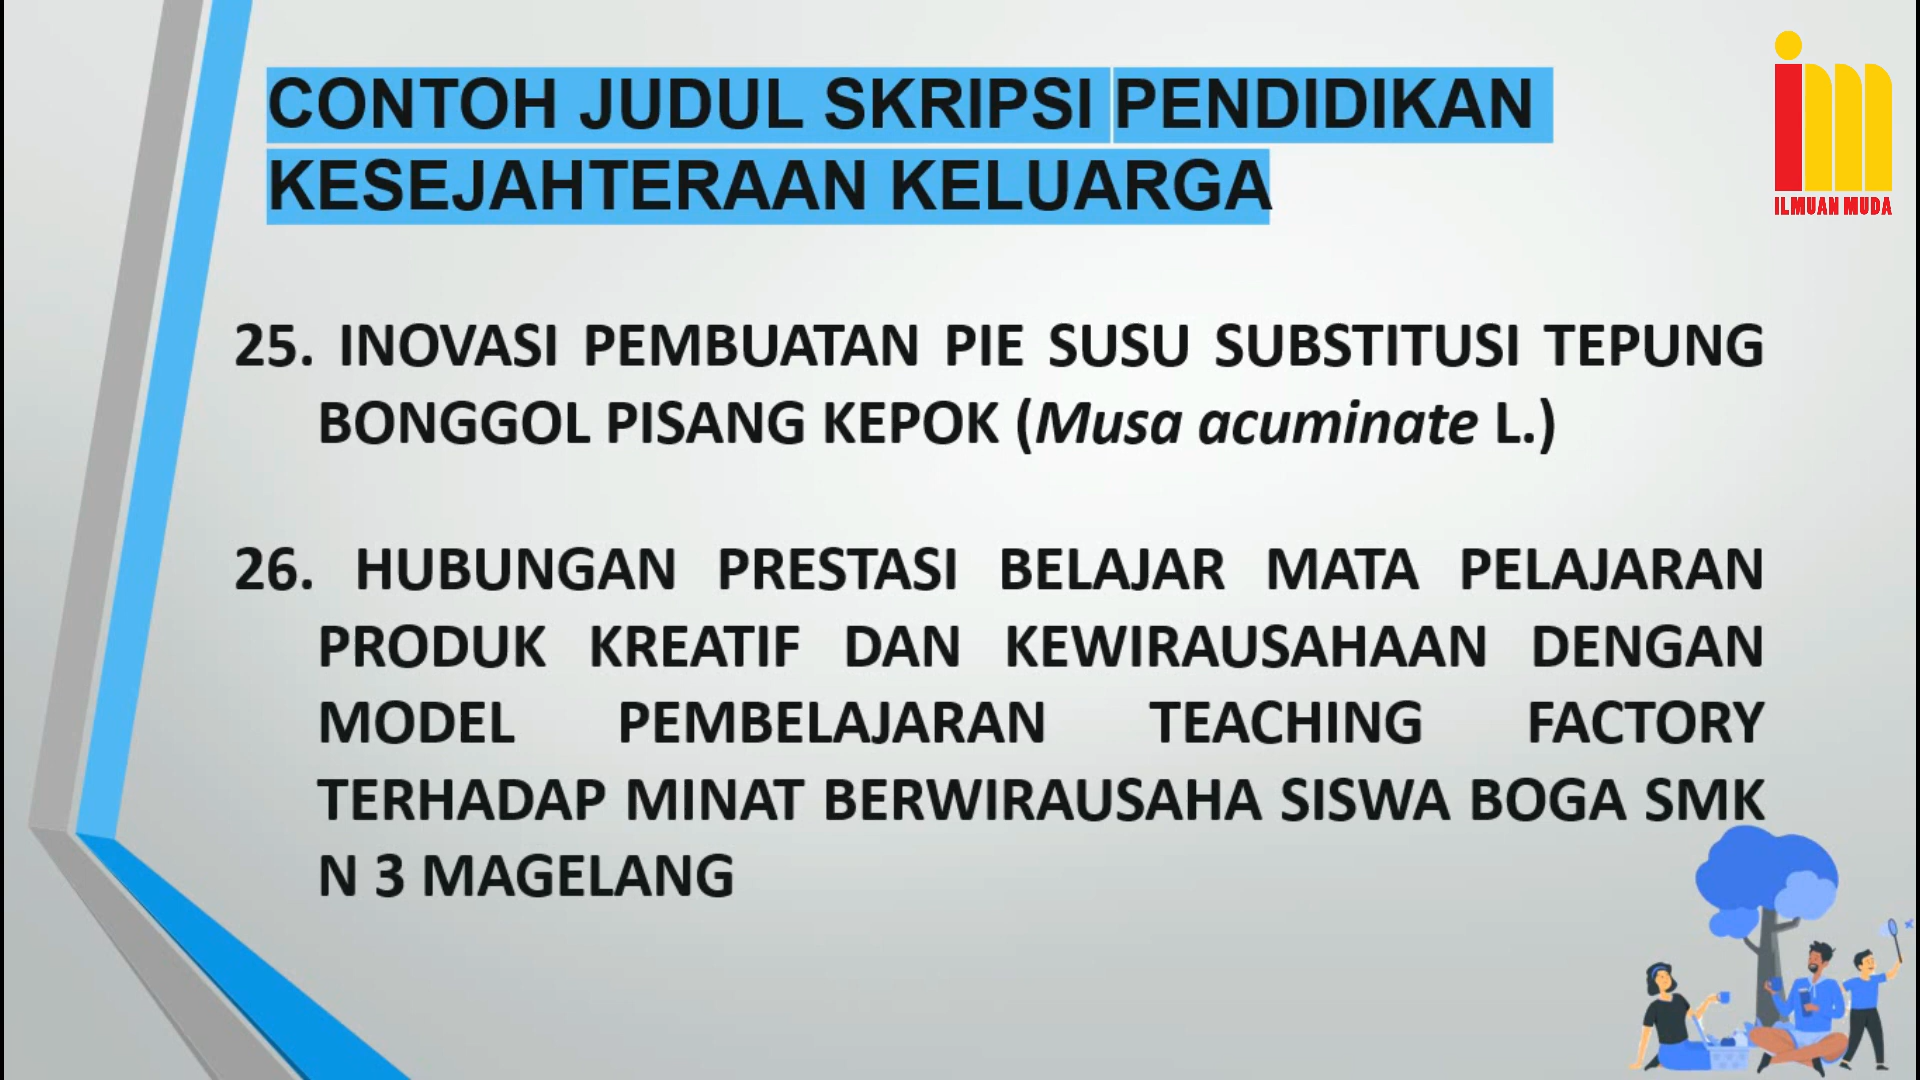 CONTOH JUDUL SKRIPSI PENDIDIKAN
KESEJAHTERAAN KELUARGA
ILMUAN MUDA
25. INOVASI PEMBUATAN PIE SUSU SUBSTITUSI TEPUNG
BONGGOL PISANG KEPOK (Musa acuminate L.)
26. HUBUNGAN PRESTASI BELAJAR MATA PELAJARAN
PRODUK KREATIF DAN KEWIRAUSAHAAN DENGAN
MODEL PEMBELAJARAN TEACHING FACTORY
TERHADAP MINAT BERWIRAUSAHA SISWA BOGA SMK
N 3 MAGELANG